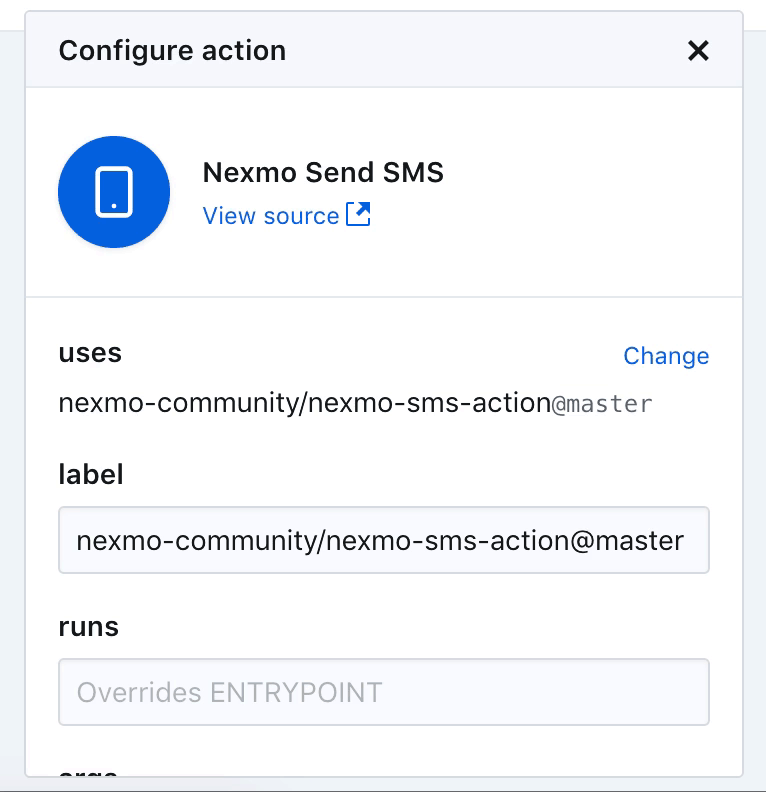 Configure action
Nexmo Send SMS
View source
uses
Change
nexmo-community/nexmo-sms-action@master
label
nexmo-community/nexmo-sms-action@master
runs
Overrides ENTRYPOINT
args